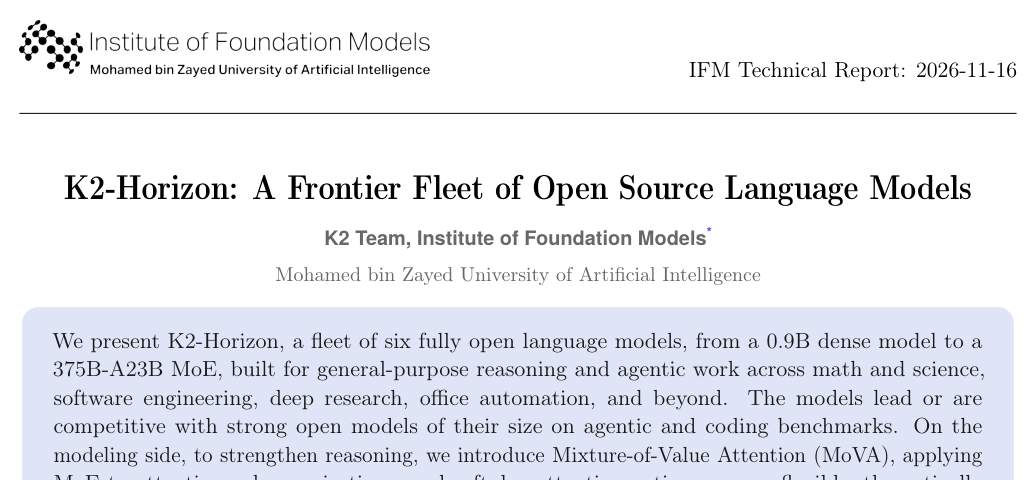 Institute of Foundation Models
Mohamed bin Zayed University of Artificial Intelligence
IFM Technical Report: 2026-11-16
K2-Horizon: A Frontier Fleet of Open Source Language Models
K2 Team, Institute of Foundation Models*
Mohamed bin Zayed University of Artificial Intelligence
We present K2-Horizon, a fleet of six fully open language models, from a 0.9B dense model to a
375B-A23B MoE, built for general-purpose reasoning and agentic work across math and science,
software engineering, deep research, office automation, and beyond. The models lead or are
competitive with strong open models of their size on agentic and coding benchmarks. On the
modeling side, to strengthen reasoning, we introduce Mixture-of-Value Attention (MoVA), applying